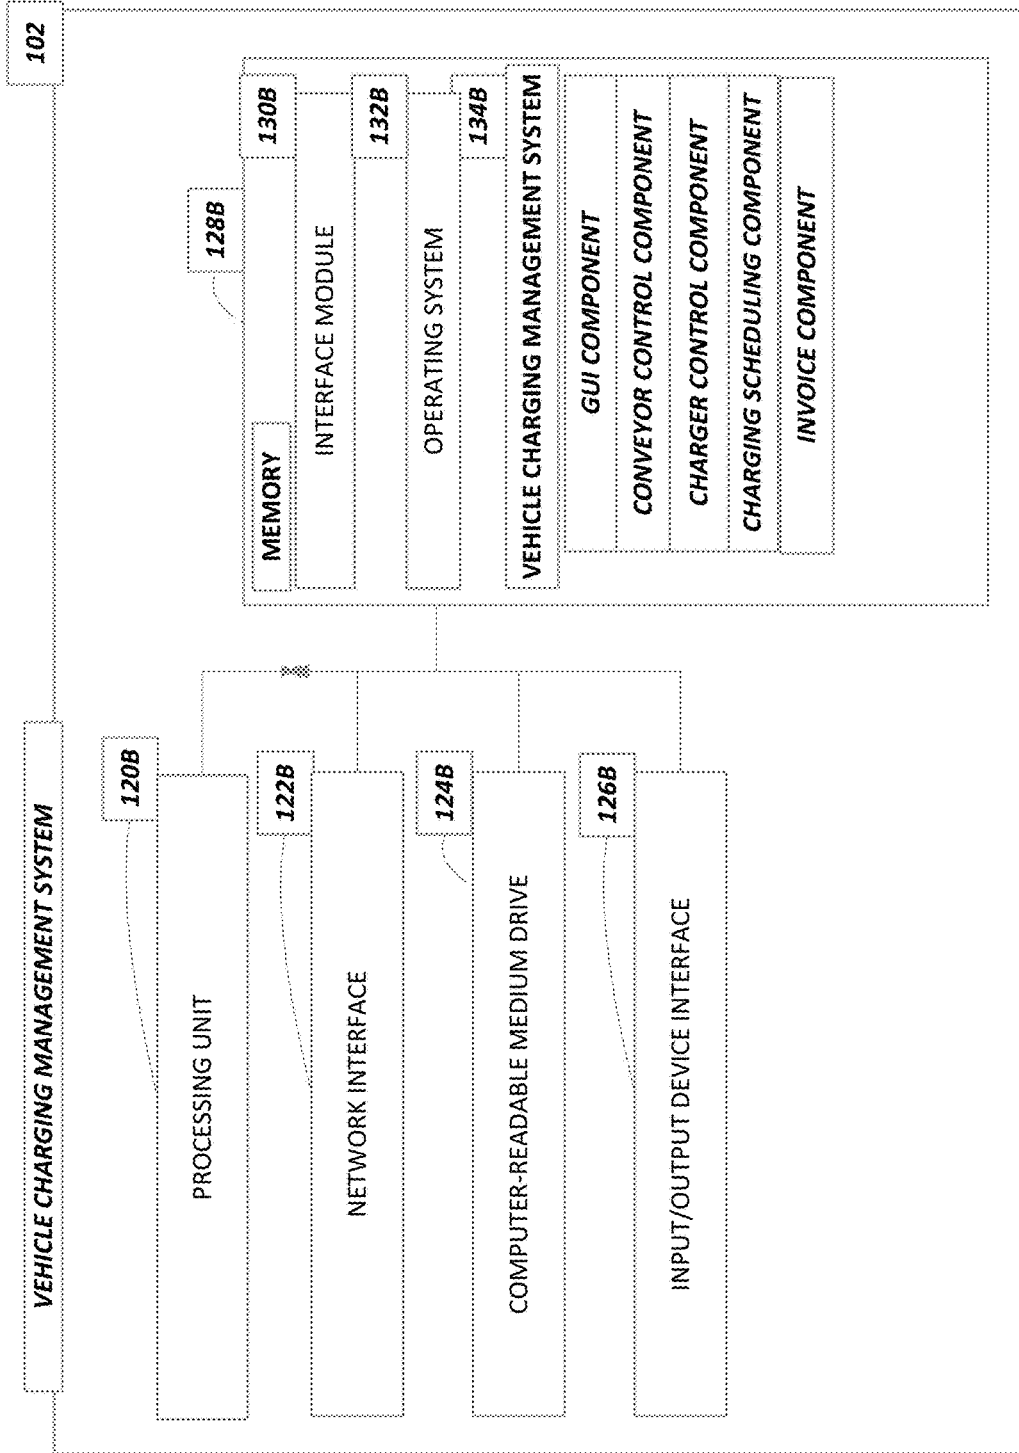 VEHICLE CHARGING MANAGEMENT SYSTEM
102
120B
PROCESSING UNIT
122B
NETWORK INTERFACE
124B
COMPUTER-READABLE MEDIUM DRIVE
126B
INPUT/OUTPUT DEVICE INTERFACE
128B
MEMORY
130B
INTERFACE MODULE
132B
OPERATING SYSTEM
134B
VEHICLE CHARGING MANAGEMENT SYSTEM
GUI COMPONENT
CONVEYOR CONTROL COMPONENT
CHARGER CONTROL COMPONENT
CHARGING SCHEDULING COMPONENT
INVOICE COMPONENT